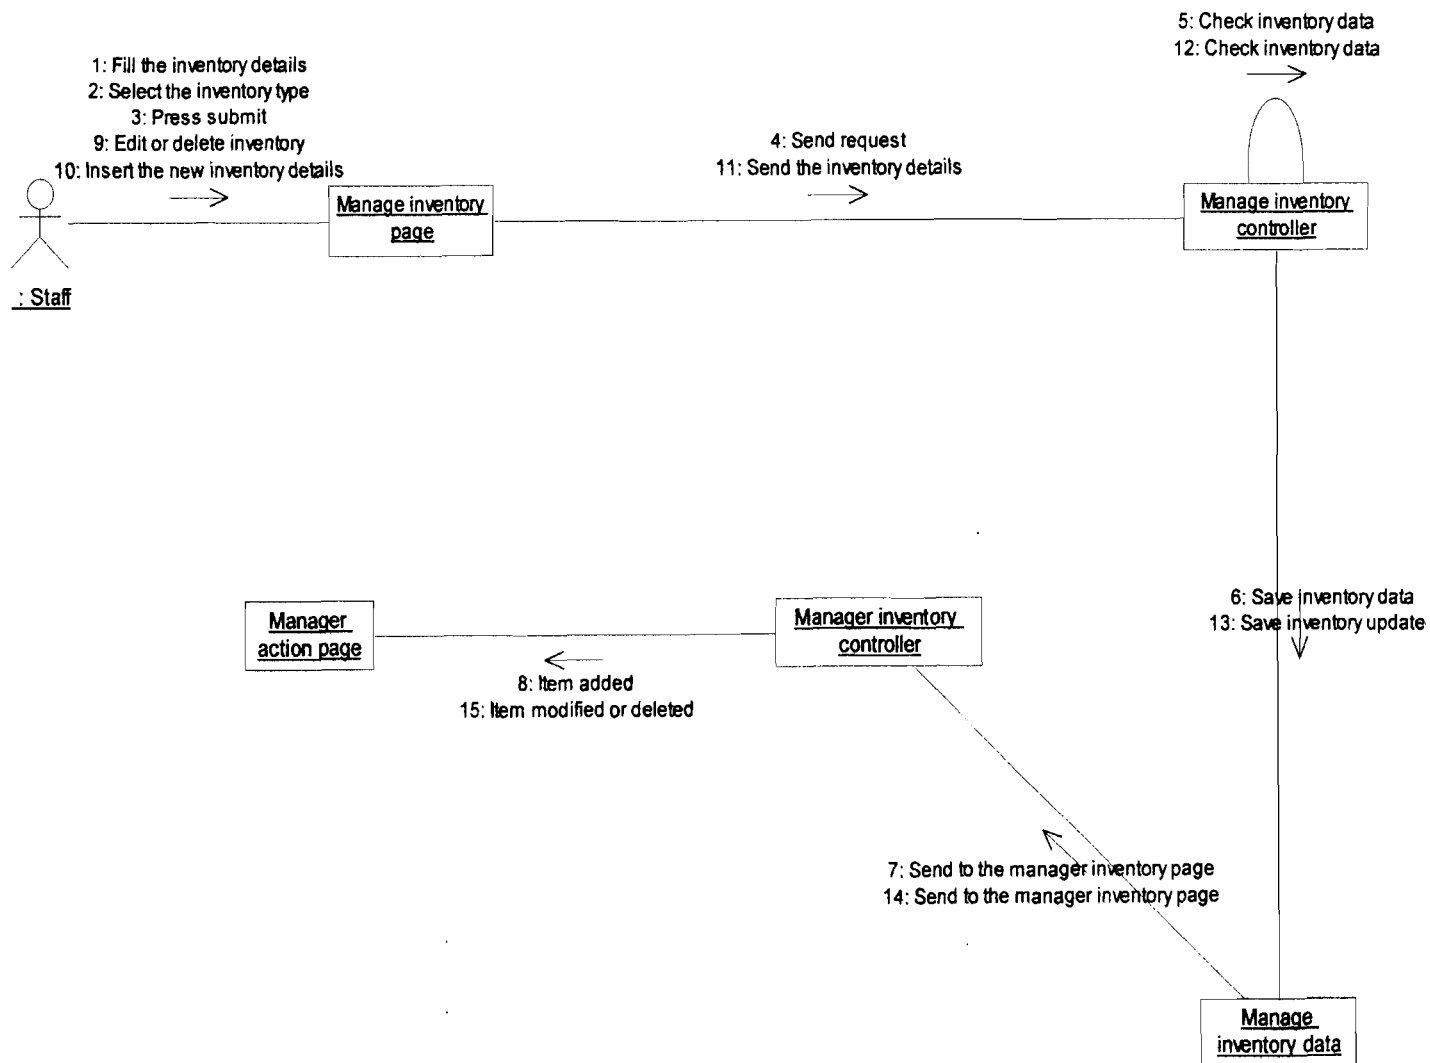 5: Check inventory data
12: Check inventory data
1: Fill the inventory details
2: Select the inventory type
3: Press submit
9: Edit or delete inventory
10: Insert the new inventory details
4: Send request
11: Send the inventory details
Manage inventory
page
Manage inventory
controller
: Staff
6: Save inventory data
13: Save inventory update
Manager
action page
Manager inventory
controller
8: Item added
15: Item modified or deleted
7: Send to the manager inventory page
14: Send to the manager inventory page
Manage
inventory data